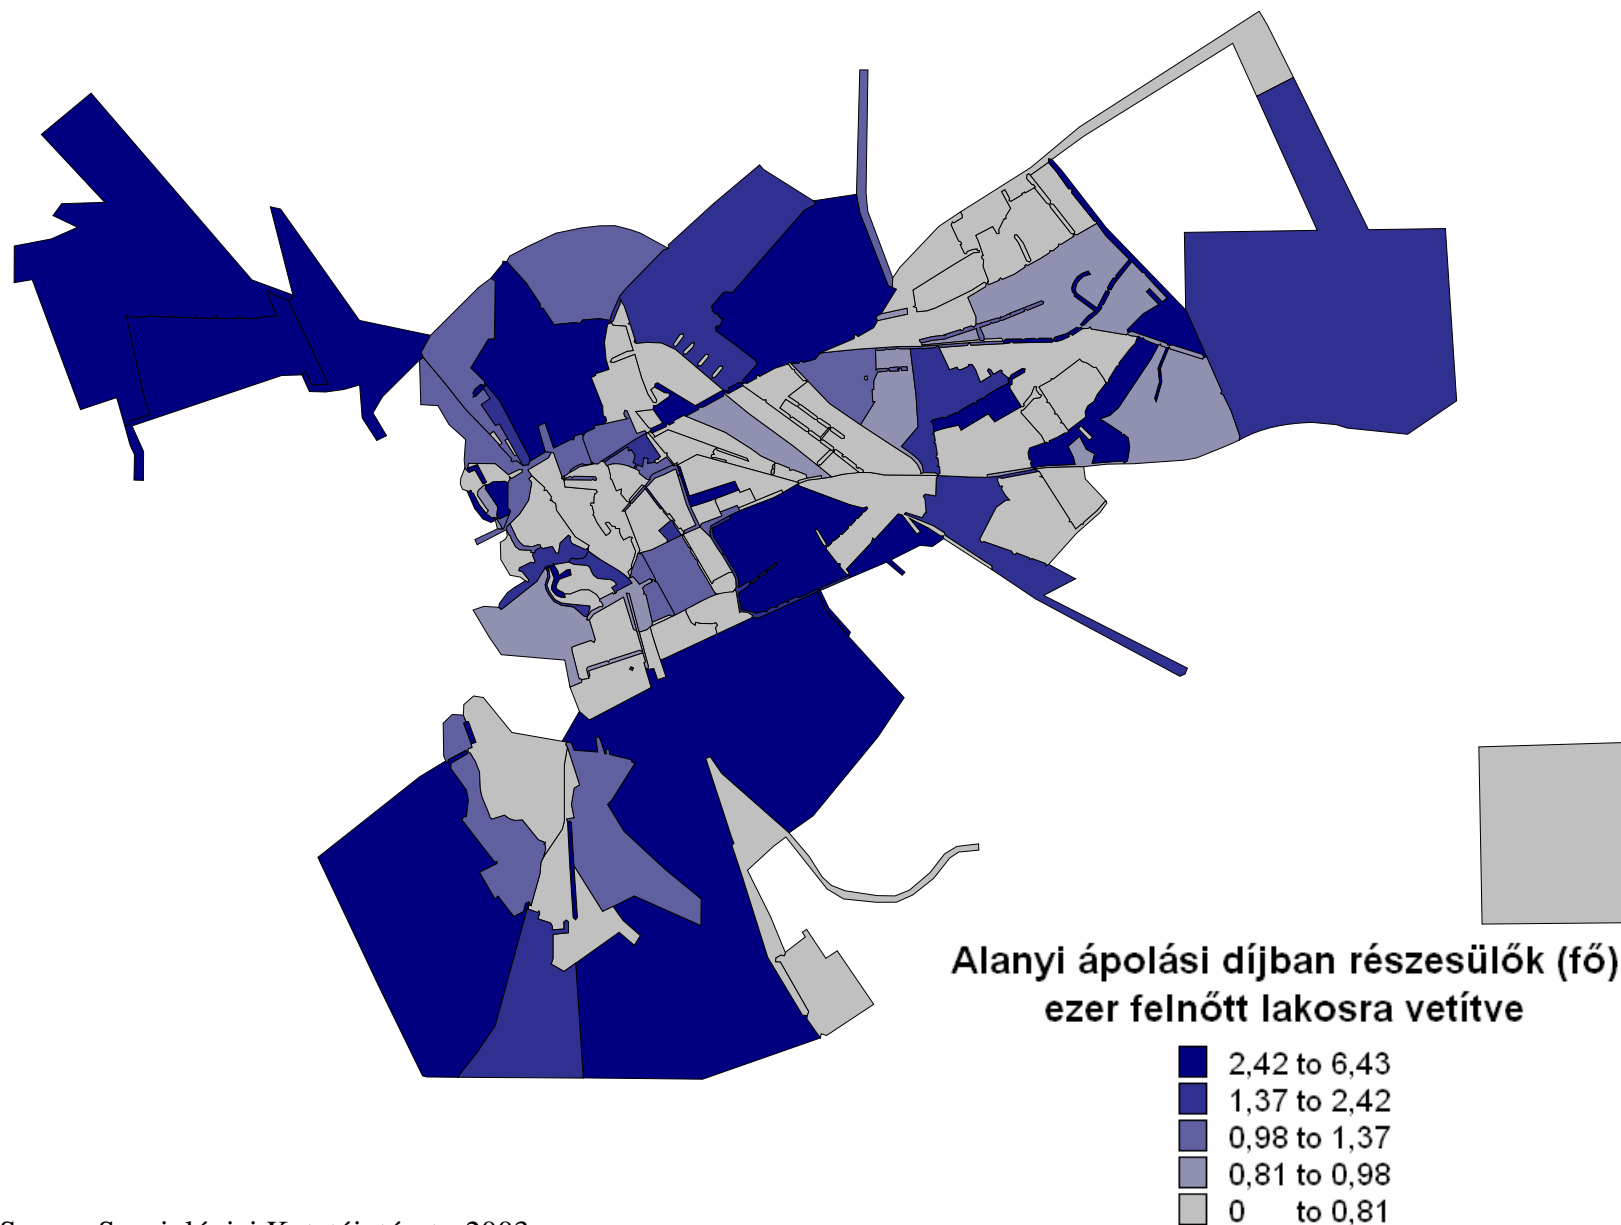 Alanyi ápolási díjban részesülők (fő)
ezer felnőtt lakosra vetítve
2,42 to 6,43
1,37 to 2,42
0,98 to 1,37
0,81 to 0,98
0 to 0,81